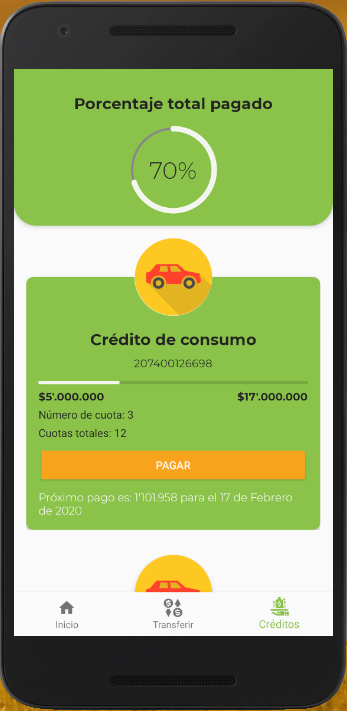 Porcentaje total pagado
70%
Crédito de consumo
207400126698
$5'.000.000 $17'.000.000
Número de cuota: 3
Cuotas totales: 12
PAGAR
Próximo pago es: 1'101.958 para el 17 de Febrero
de 2020
Inicio Transferir Créditos